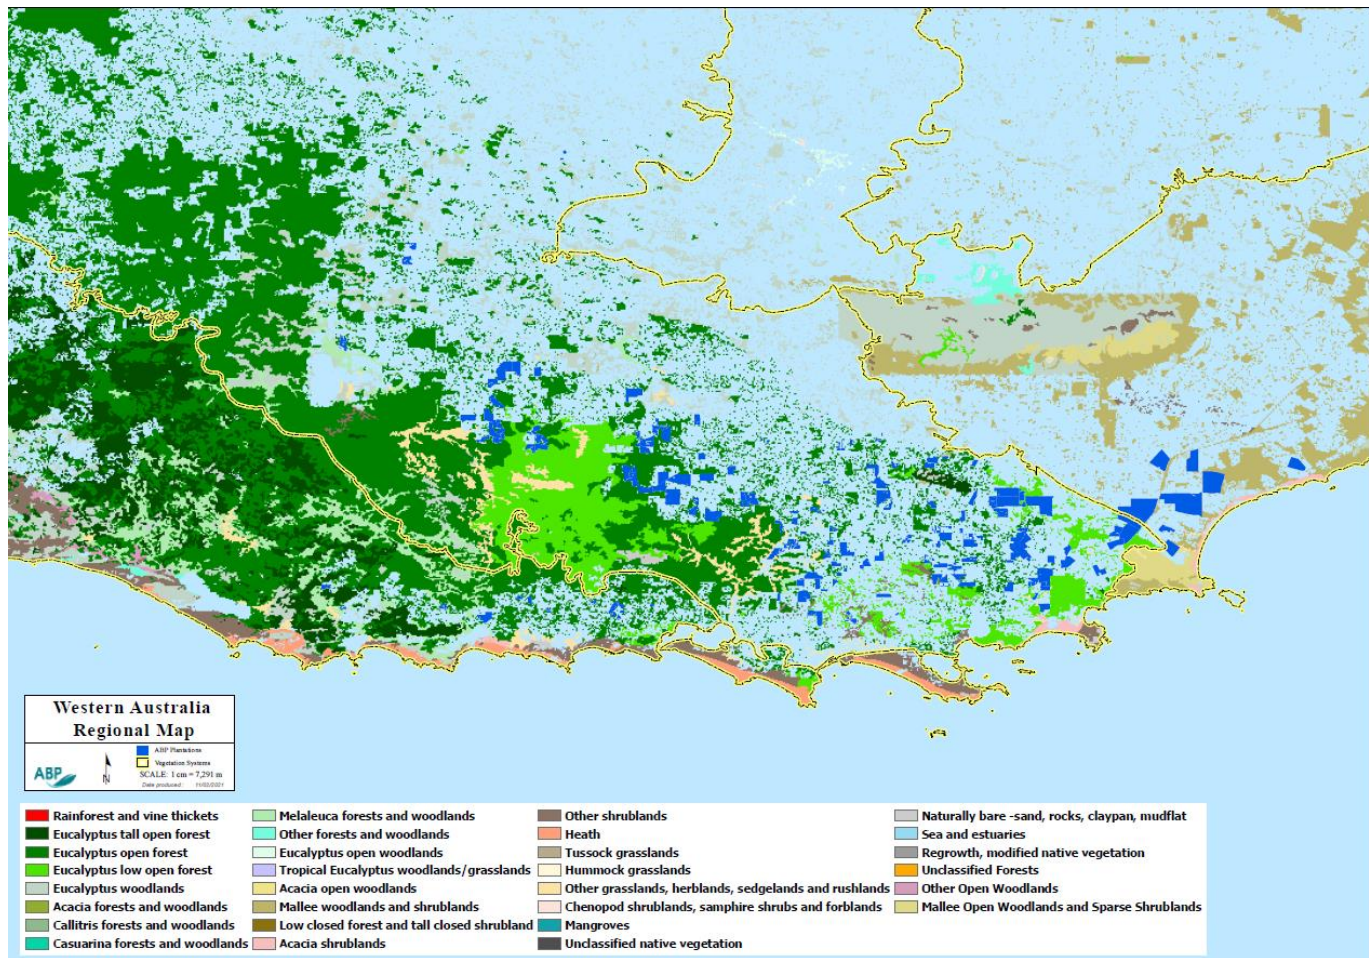 Western Australia
Regional Map
ABP
N
ABP Plantations
Vegetation Systems
SCALE: 1 cm = 7,291 m
Date produced: 11/02/2021
Rainforest and vine thickets
Eucalyptus tall open forest
Eucalyptus open forest
Eucalyptus low open forest
Eucalyptus woodlands
Acacia forests and woodlands
Callitris forests and woodlands
Casuarina forests and woodlands
Melaleuca forests and woodlands
Other forests and woodlands
Eucalyptus open woodlands
Tropical Eucalyptus woodlands/grasslands
Acacia open woodlands
Mallee woodlands and shrublands
Low closed forest and tall closed shrubland
Acacia shrublands
Other shrublands
Heath
Tussock grasslands
Hummock grasslands
Other grasslands, herblands, sedgelands and rushlands
Chenopod shrublands, samphire shrubs and forblands
Mangroves
Unclassified native vegetation
Naturally bare -sand, rocks, claypan, mudflat
Sea and estuaries
Regrowth, modified native vegetation
Unclassified Forests
Other Open Woodlands
Mallee Open Woodlands and Sparse Shrublands